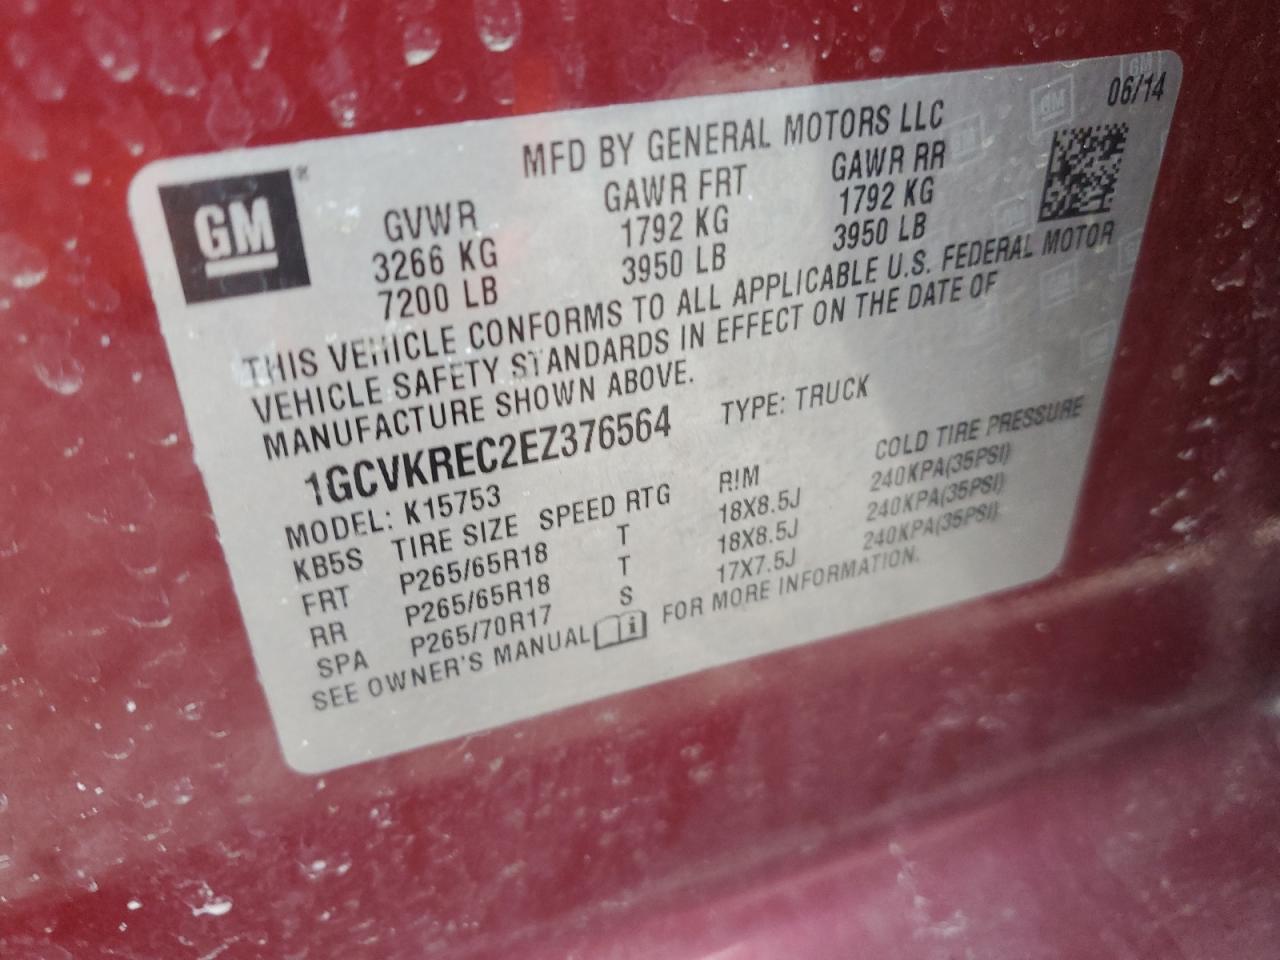 GM
MFD BY GENERAL MOTORS LLC 06/14
GVWR GAWR FRT GAWR RR
3266 KG 1792 KG 1792 KG
7200 LB 3950 LB 3950 LB
THIS VEHICLE CONFORMS TO ALL APPLICABLE U.S. FEDERAL MOTOR
VEHICLE SAFETY STANDARDS IN EFFECT ON THE DATE OF
MANUFACTURE SHOWN ABOVE.
1GCVKREC2EZ376564 TYPE: TRUCK
MODEL: K15753
KB5S TIRE SIZE SPEED RTG RIM COLD TIRE PRESSURE
FRT P265/65R18 T 18X8.5J 240KPA(35PSI)
RR P265/65R18 T 18X8.5J 240KPA(35PSI)
SPA P265/70R17 S 17X7.5J 240KPA(35PSI)
SEE OWNER'S MANUAL i FOR MORE INFORMATION.